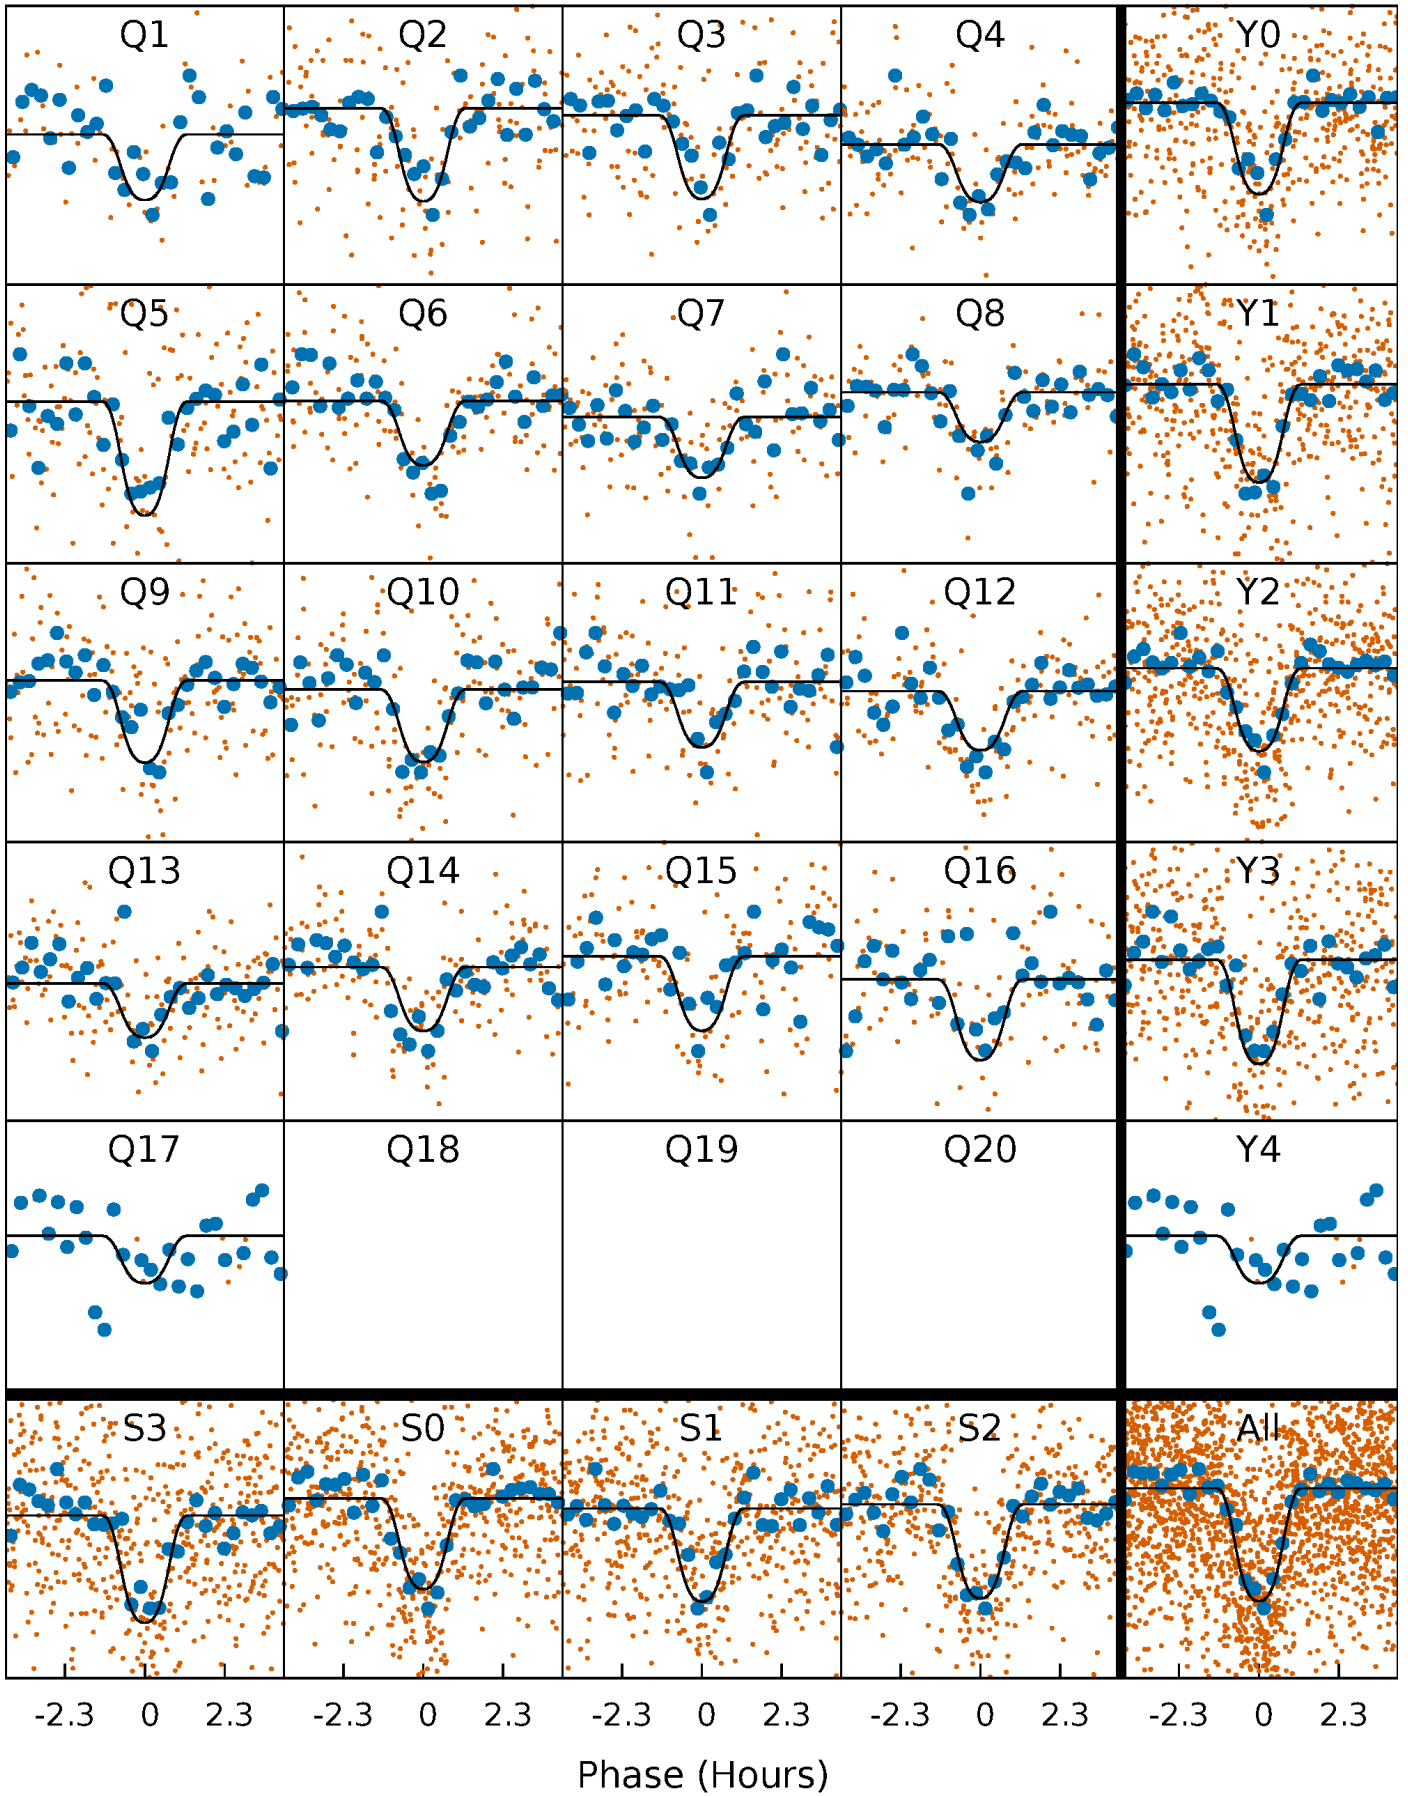 Q1 Q2 Q3 Q4 Y0
Q5 Q6 Q7 Q8 Y1
Q9 Q10 Q11 Q12 Y2
Q13 Q14 Q15 Q16 Y3
Q17 Q18 Q19 Q20 Y4
S3 S0 S1 S2 All
-2.3 0 2.3 -2.3 0 2.3 -2.3 0 2.3 -2.3 0 2.3 -2.3 0 2.3
Phase (Hours)